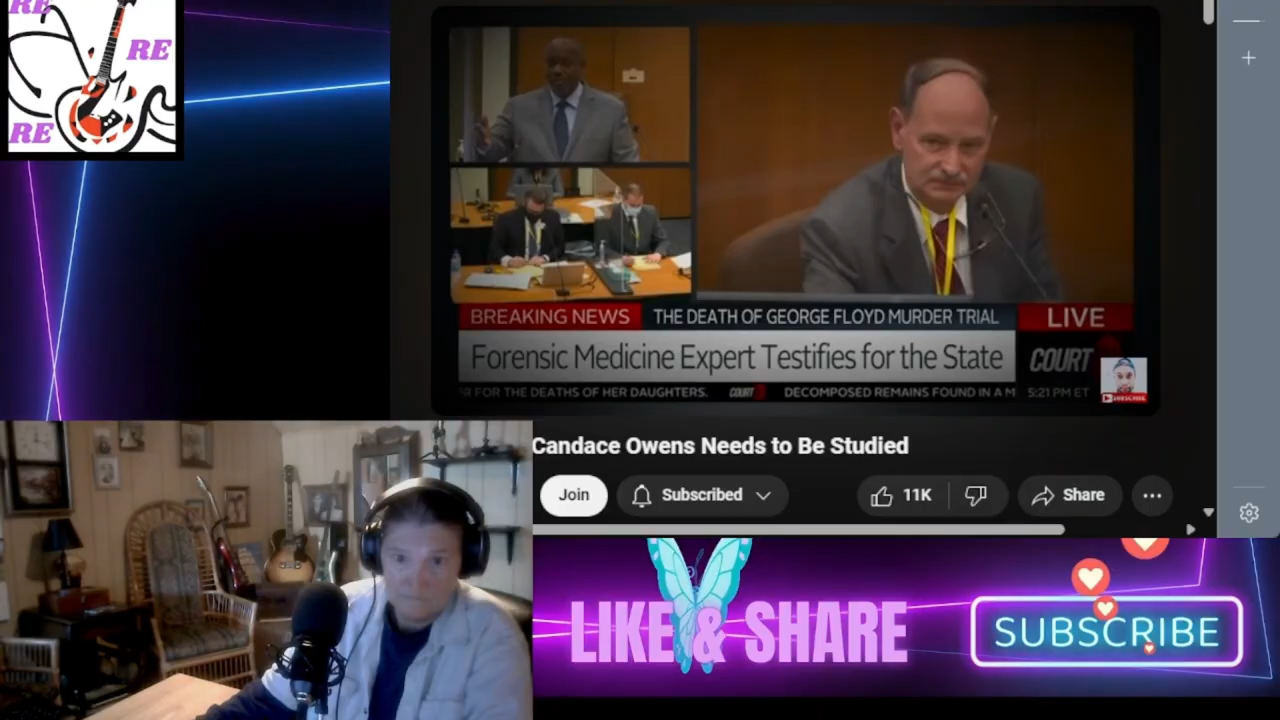 RE
RE
RE
BREAKING NEWS
THE DEATH OF GEORGE FLOYD MURDER TRIAL
LIVE
Forensic Medicine Expert Testifies for the State
COURT
R FOR THE DEATHS OF HER DAUGHTERS.
COURT
DECOMPOSED REMAINS FOUND IN A M
5:21 PM ET
SUBSCRIBE
Candace Owens Needs to Be Studied
Join
Subscribed
11K
Share
LIKE & SHARE
SUBSCRIBE